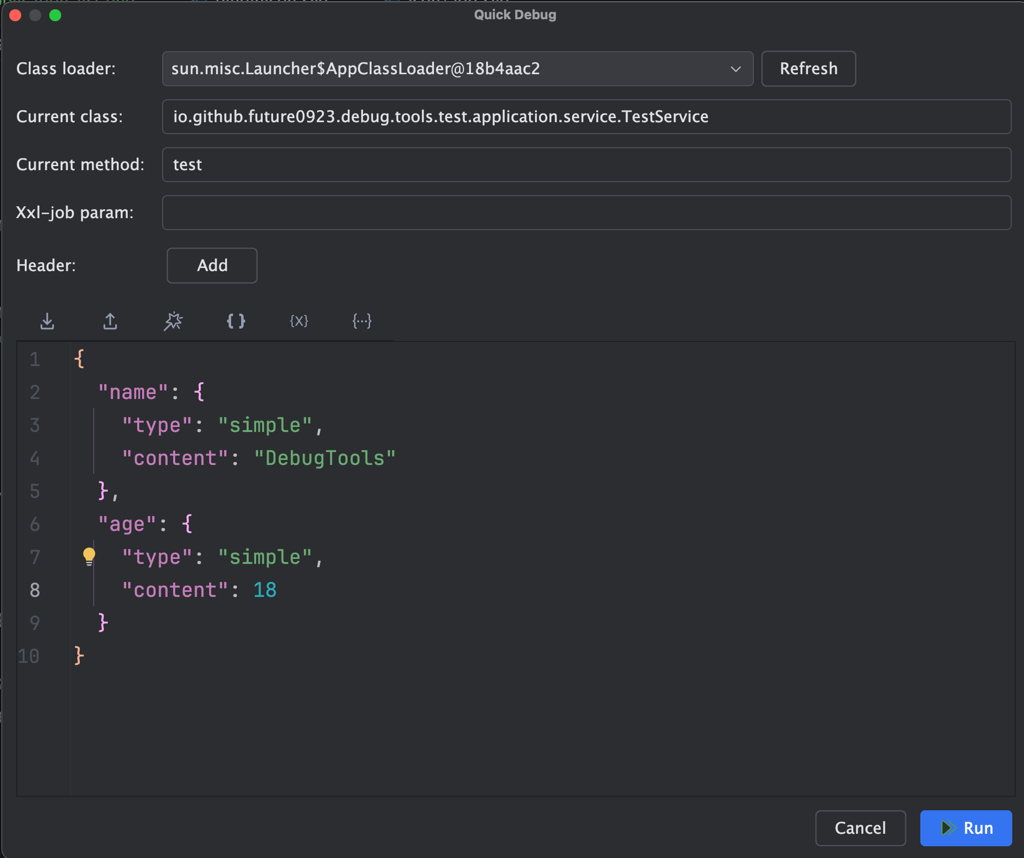 Quick Debug
Class loader: sun.misc.Launcher$AppClassLoader@18b4aac2 Refresh
Current class: io.github.future0923.debug.tools.test.application.service.TestService
Current method: test
Xxl-job param:
Header: Add
{} {X} {...}
1 {
2 "name": {
3 "type": "simple",
4 "content": "DebugTools"
5 },
6 "age": {
7 "type": "simple",
8 "content": 18
9 }
10 }
Cancel Run